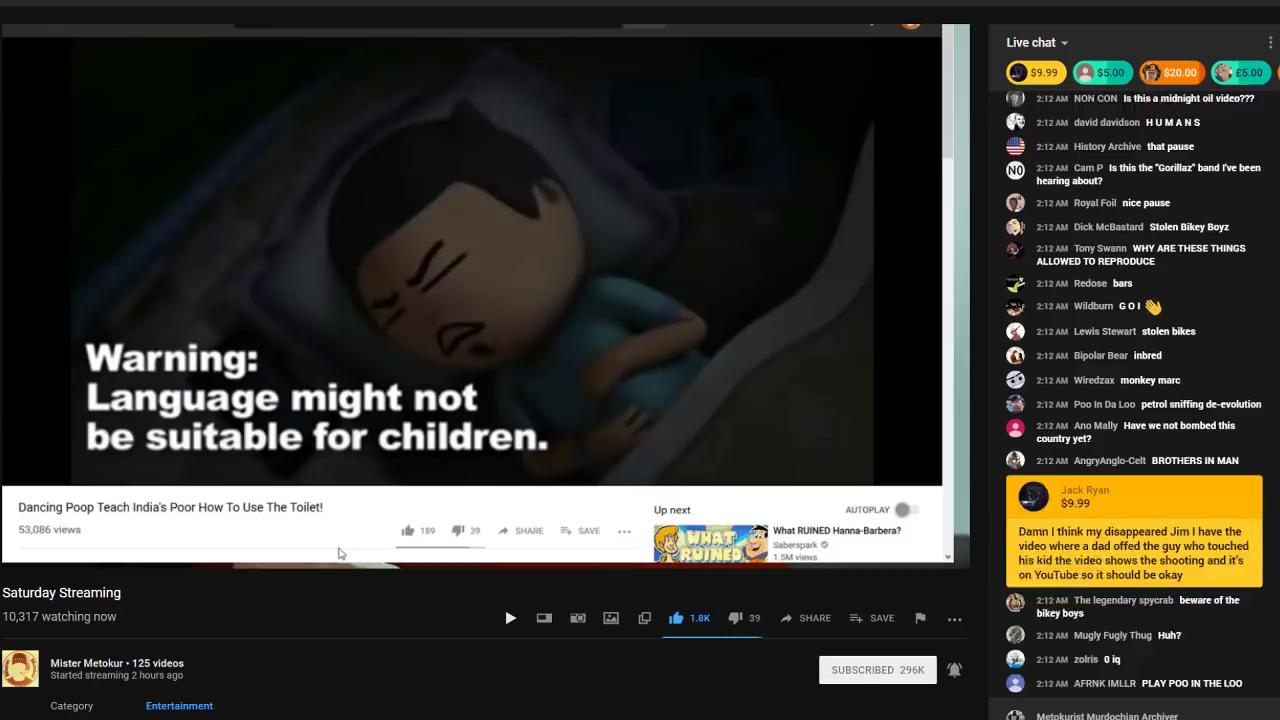 Warning:
Language might not
be suitable for children.
Dancing Poop Teach India's Poor How To Use The Toilet!
53,086 views
189
39
SHARE
SAVE
Up next
AUTOPLAY
WHAT
RUINED
What RUINED Hanna-Barbera?
Saberspark
1.5M views
Saturday Streaming
10,317 watching now
1.8K
39
SHARE
SAVE
Mister Metokur • 125 videos
Started streaming 2 hours ago
SUBSCRIBED 296K
Category
Entertainment
Live chat
$9.99
$5.00
$20.00
£5.00
2:12 AM NON CON Is this a midnight oil video???
2:12 AM david davidson H U M A N S
2:12 AM History Archive that pause
NO
2:12 AM Cam P Is this the "Gorillaz" band I've been
hearing about?
2:12 AM Royal Foil nice pause
2:12 AM Dick McBastard Stolen Bikey Boyz
2:12 AM Tony Swann WHY ARE THESE THINGS
ALLOWED TO REPRODUCE
2:12 AM Redose bars
2:12 AM Wildburn G O I 👋
2:12 AM Lewis Stewart stolen bikes
2:12 AM Bipolar Bear inbred
2:12 AM Wiredzax monkey marc
2:12 AM Poo In Da Loo petrol sniffing de-evolution
2:12 AM Ano Mally Have we not bombed this
country yet?
2:12 AM AngryAnglo-Celt BROTHERS IN MAN
Jack Ryan
$9.99
Damn I think my disappeared Jim I have the
video where a dad offed the guy who touched
his kid the video shows the shooting and it's
on YouTube so it should be okay
2:12 AM The legendary spycrab beware of the
bikey boys
2:12 AM Mugly Fugly Thug Huh?
2:12 AM zolris 0 iq
2:12 AM AFRNK IMLLR PLAY POO IN THE LOO
Metokurist Murdochian Archiver